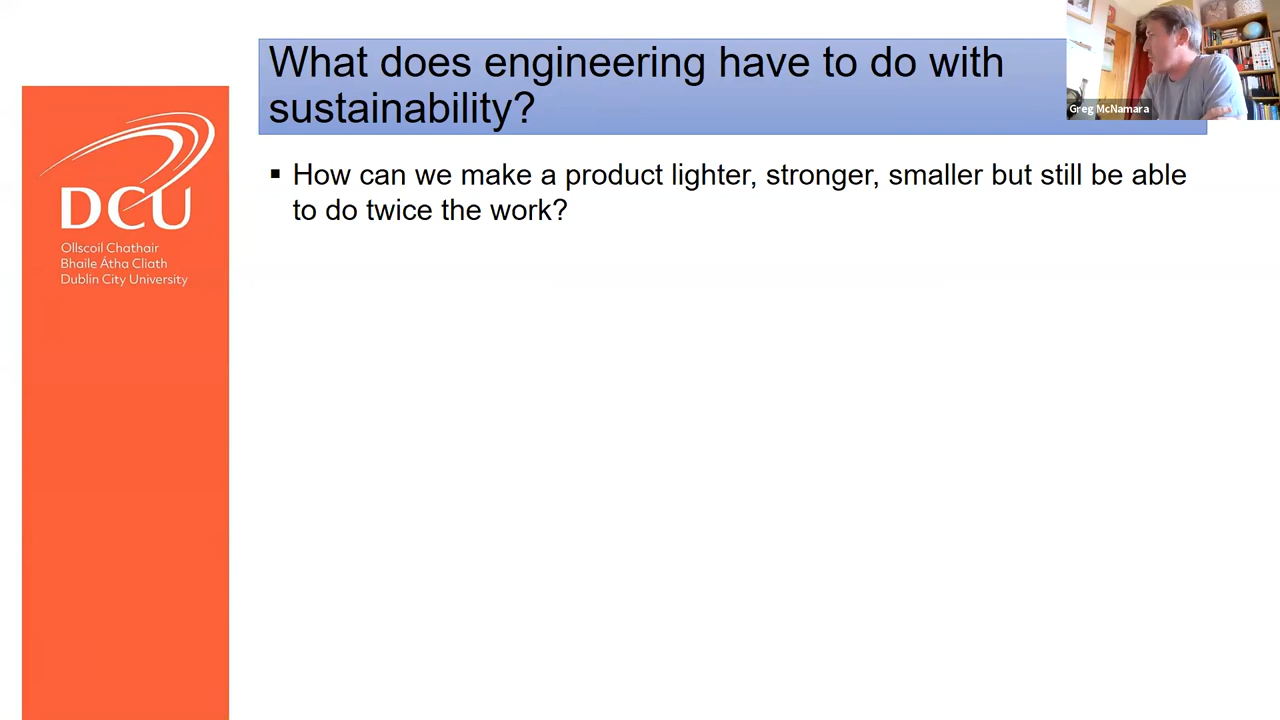 What does engineering have to do with
sustainability?
Greg McNamara
▪ How can we make a product lighter, stronger, smaller but still be able
to do twice the work?
DCU
Ollscoil Chathair
Bhaile Átha Cliath
Dublin City University